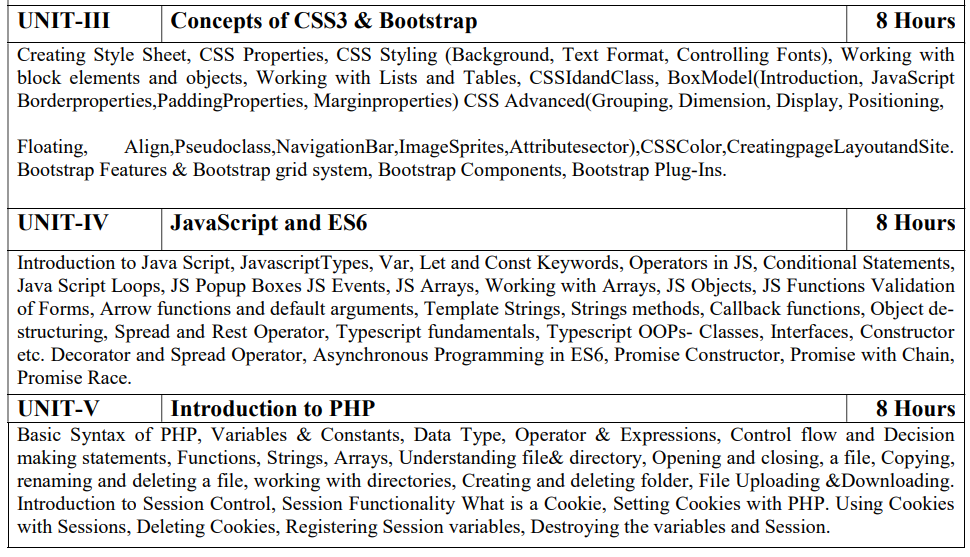 UNIT-III Concepts of CSS3 & Bootstrap 8 Hours
Creating Style Sheet, CSS Properties, CSS Styling (Background, Text Format, Controlling Fonts), Working with
block elements and objects, Working with Lists and Tables, CSSIdandClass, BoxModel(Introduction, JavaScript
Borderproperties,PaddingProperties, Marginproperties) CSS Advanced(Grouping, Dimension, Display, Positioning,
Floating, Align,Pseudoclass,NavigationBar,ImageSprites,Attributesector),CSSColor,CreatingpageLayoutandSite.
Bootstrap Features & Bootstrap grid system, Bootstrap Components, Bootstrap Plug-Ins.
UNIT-IV JavaScript and ES6 8 Hours
Introduction to Java Script, JavascriptTypes, Var, Let and Const Keywords, Operators in JS, Conditional Statements,
Java Script Loops, JS Popup Boxes JS Events, JS Arrays, Working with Arrays, JS Objects, JS Functions Validation
of Forms, Arrow functions and default arguments, Template Strings, Strings methods, Callback functions, Object de-
structuring, Spread and Rest Operator, Typescript fundamentals, Typescript OOPs- Classes, Interfaces, Constructor
etc. Decorator and Spread Operator, Asynchronous Programming in ES6, Promise Constructor, Promise with Chain,
Promise Race.
UNIT-V Introduction to PHP 8 Hours
Basic Syntax of PHP, Variables & Constants, Data Type, Operator & Expressions, Control flow and Decision
making statements, Functions, Strings, Arrays, Understanding file& directory, Opening and closing, a file, Copying,
renaming and deleting a file, working with directories, Creating and deleting folder, File Uploading &Downloading.
Introduction to Session Control, Session Functionality What is a Cookie, Setting Cookies with PHP. Using Cookies
with Sessions, Deleting Cookies, Registering Session variables, Destroying the variables and Session.